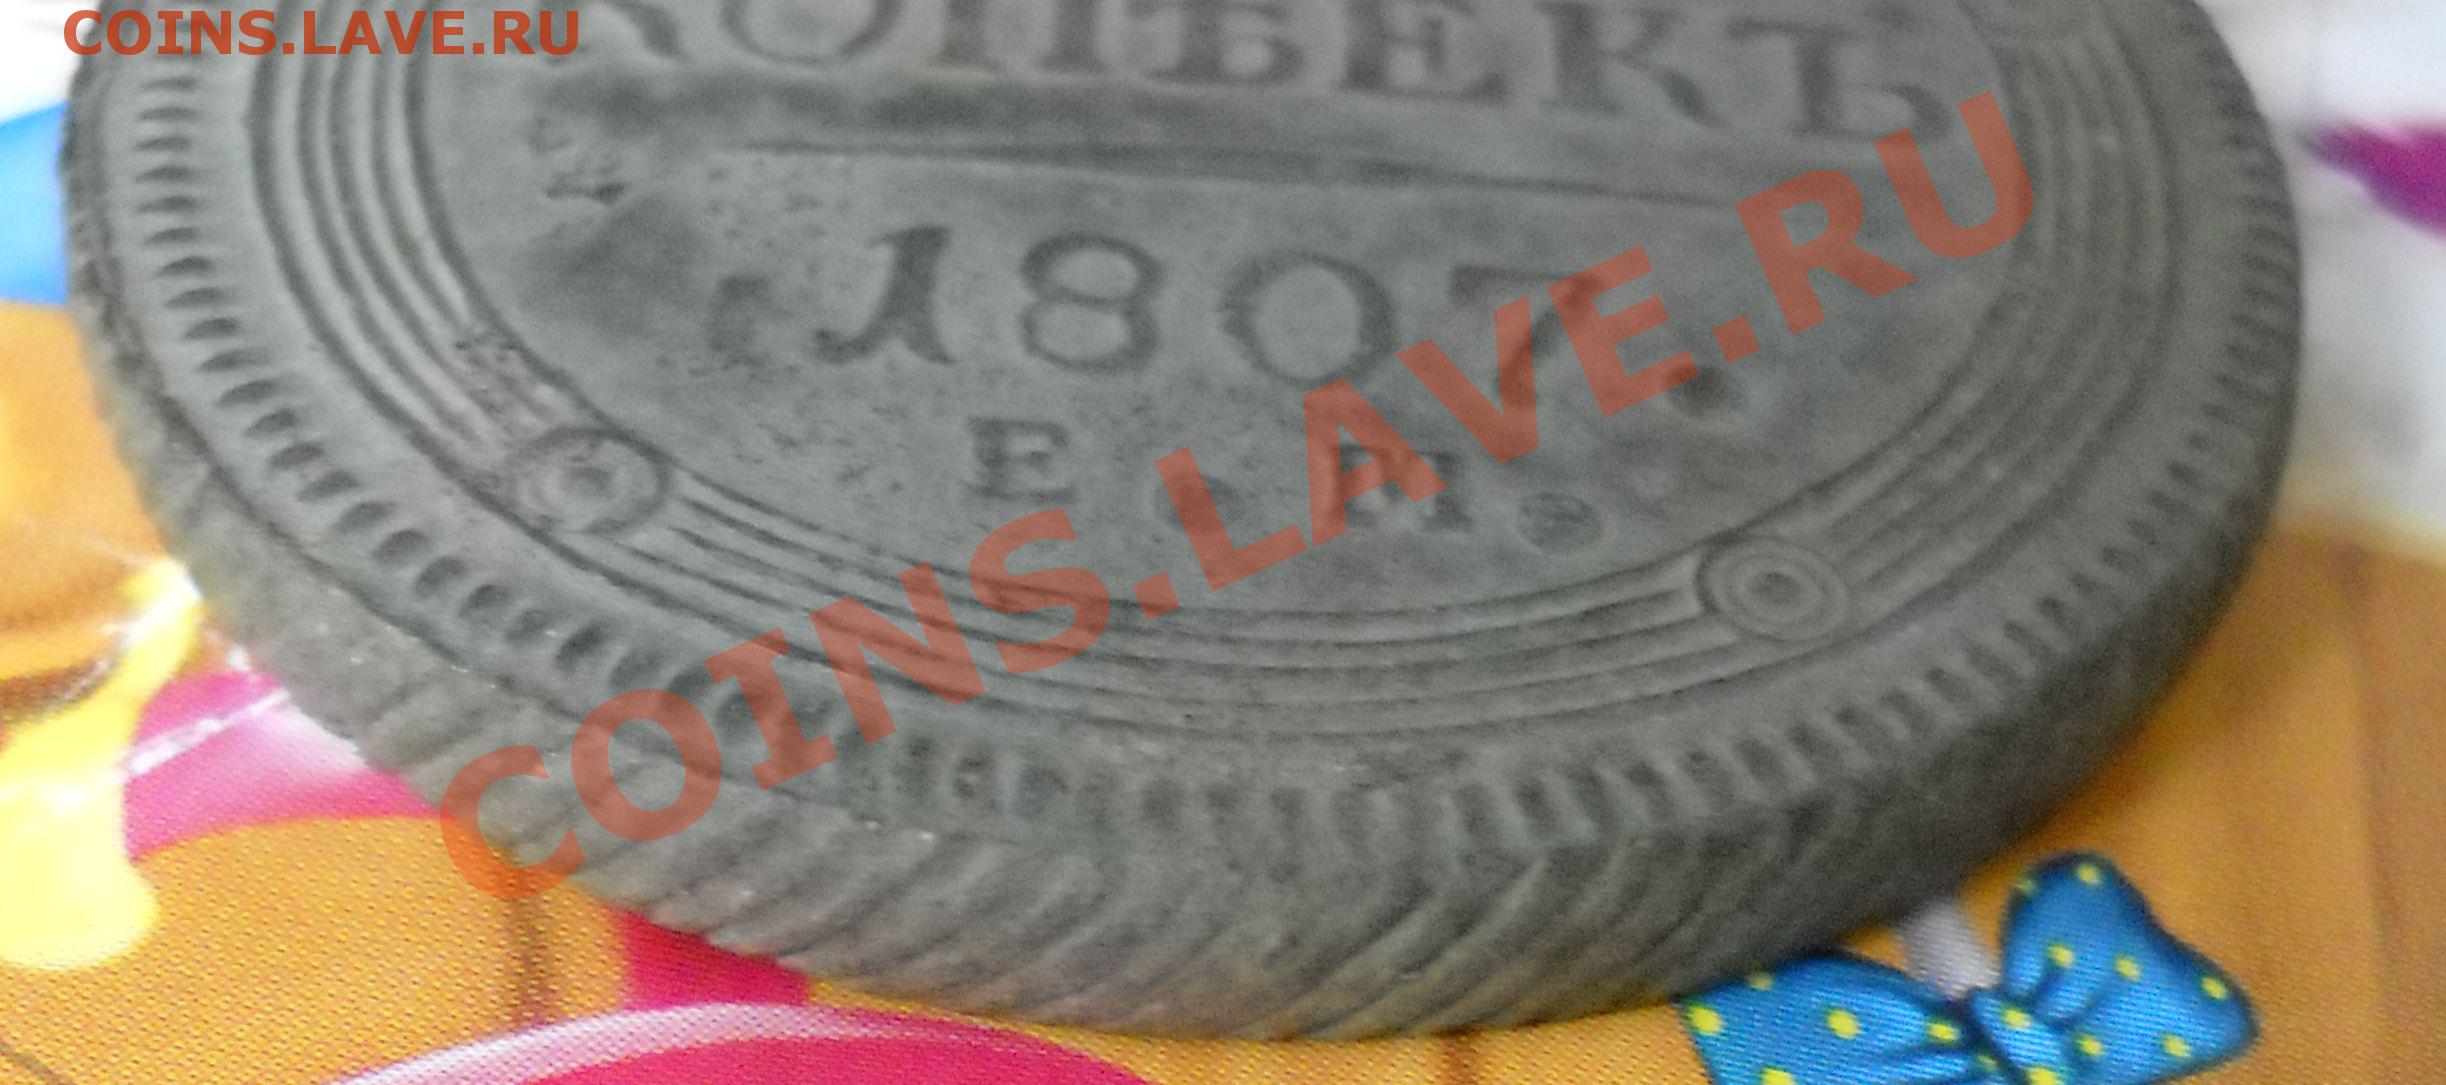 COINS.LAVE.RU
КОПѢЕКЪ
1807.
Е. М.
COINS.LAVE.RU